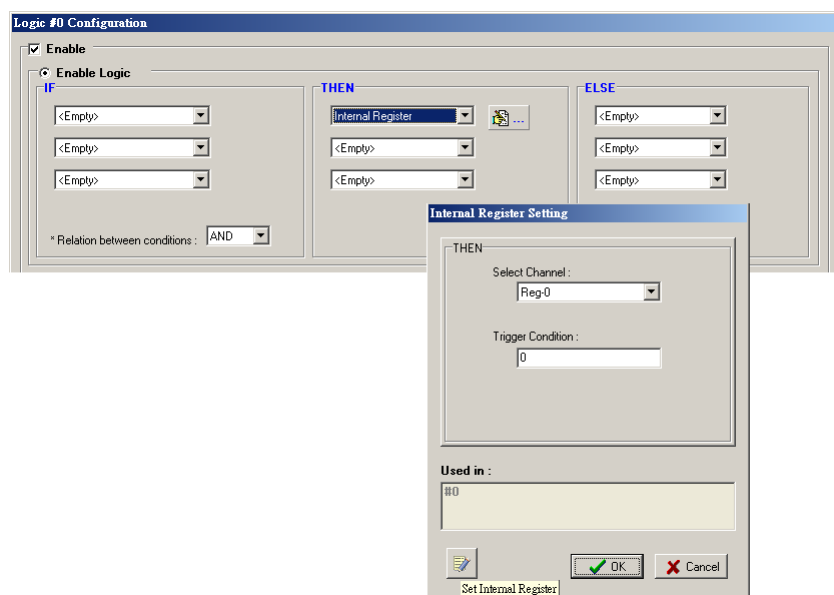 Logic #0 Configuration
Enable
Enable Logic
IF THEN ELSE
<Empty> Internal Register ... <Empty>
<Empty> <Empty> <Empty>
<Empty> <Empty> <Empty>
* Relation between conditions : AND
Internal Register Setting
THEN
Select Channel :
Reg-0
Trigger Condition :
0
Used in :
#0
OK Cancel
Set Internal Register